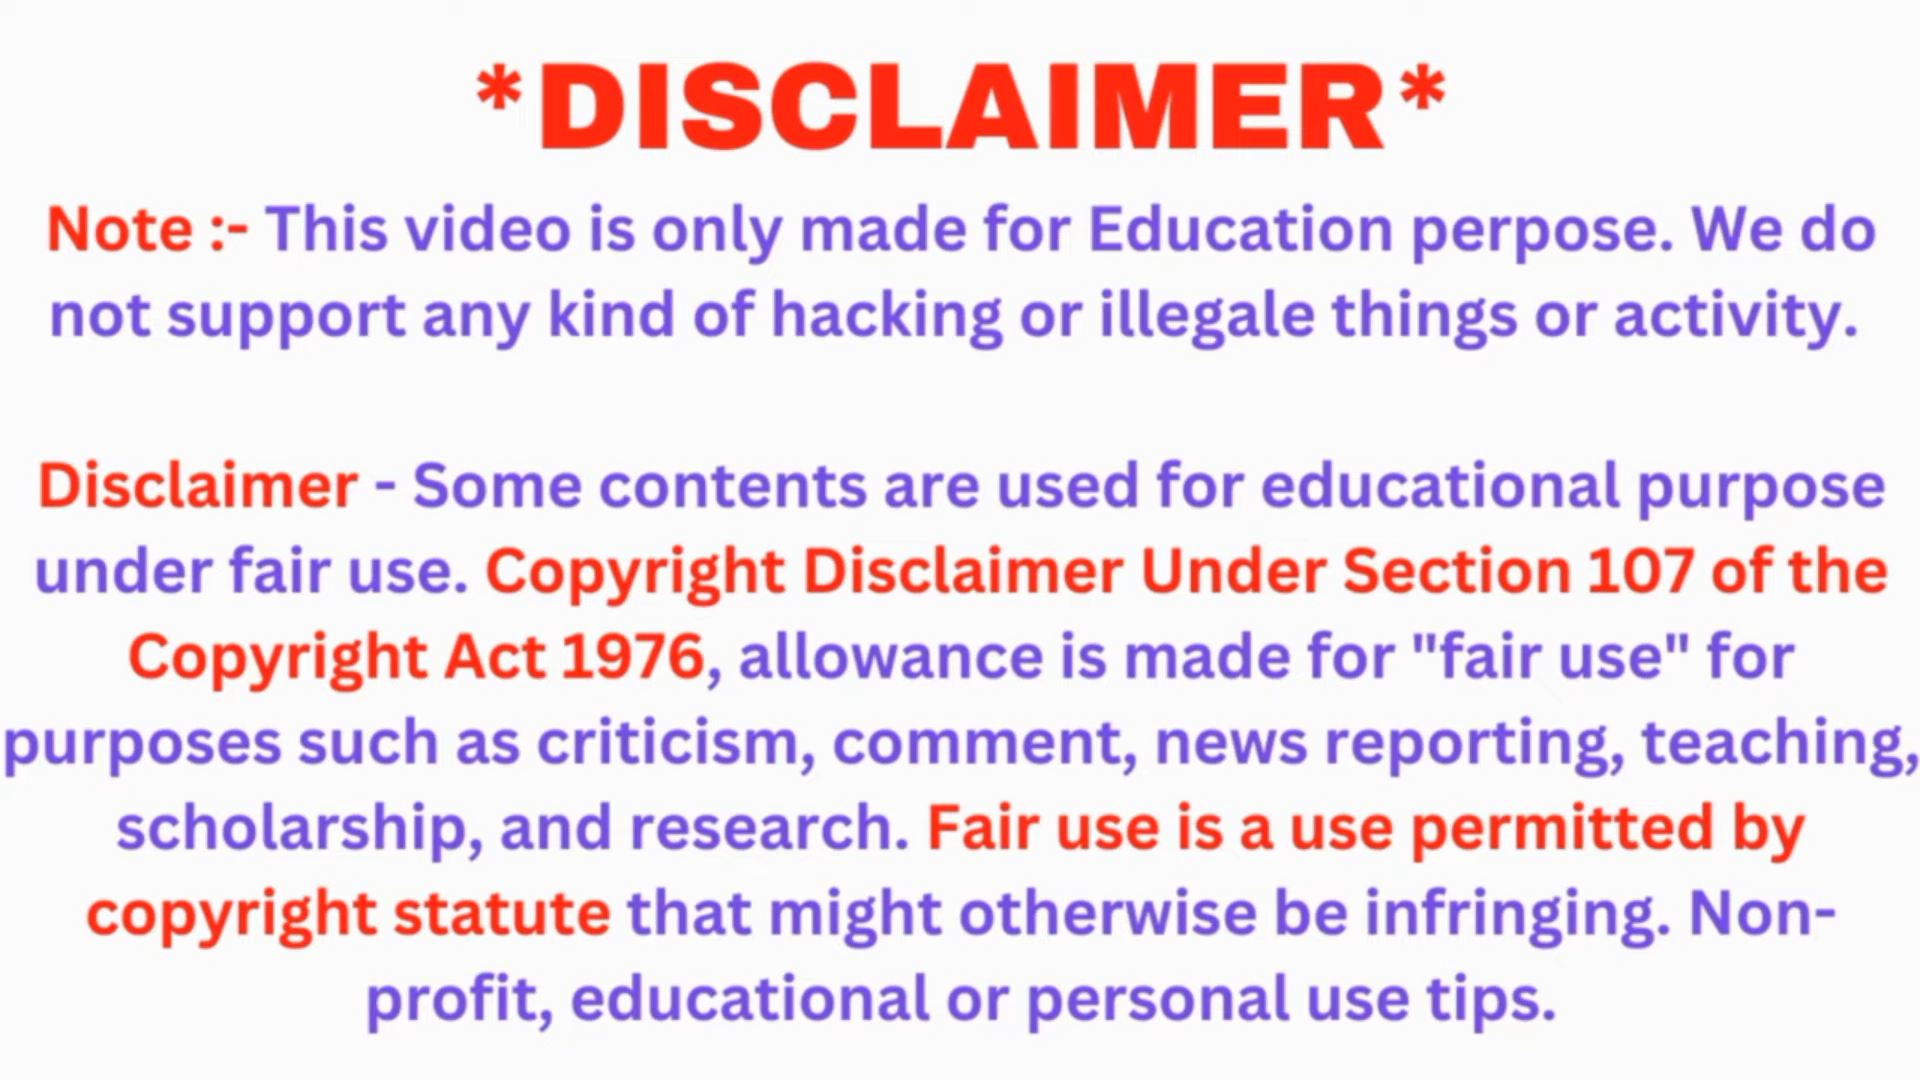 *DISCLAIMER*
Note :- This video is only made for Education perpose. We do
not support any kind of hacking or illegale things or activity.
Disclaimer - Some contents are used for educational purpose
under fair use. Copyright Disclaimer Under Section 107 of the
Copyright Act 1976, allowance is made for "fair use" for
purposes such as criticism, comment, news reporting, teaching,
scholarship, and research. Fair use is a use permitted by
copyright statute that might otherwise be infringing. Non-
profit, educational or personal use tips.